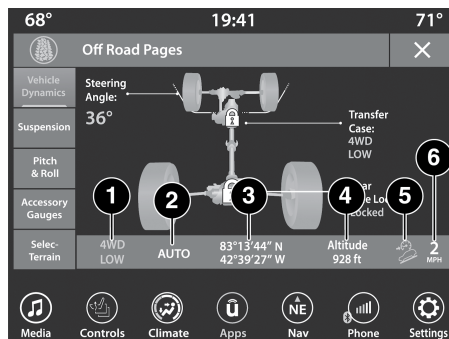 68° 19:41 71°
Off Road Pages
Vehicle
Dynamics
Suspension
Pitch
& Roll
Accessory
Gauges
Selec-
Terrain
Steering
Angle:
36°
Transfer
Case:
4WD
LOW
Locked
1
2
3
4
5
6
4WD
LOW
AUTO
83°13'44" N
42°39'27" W
Altitude
928 ft
2
MPH
Media
Controls
Climate
û
Apps
NE
Nav
Phone
Settings